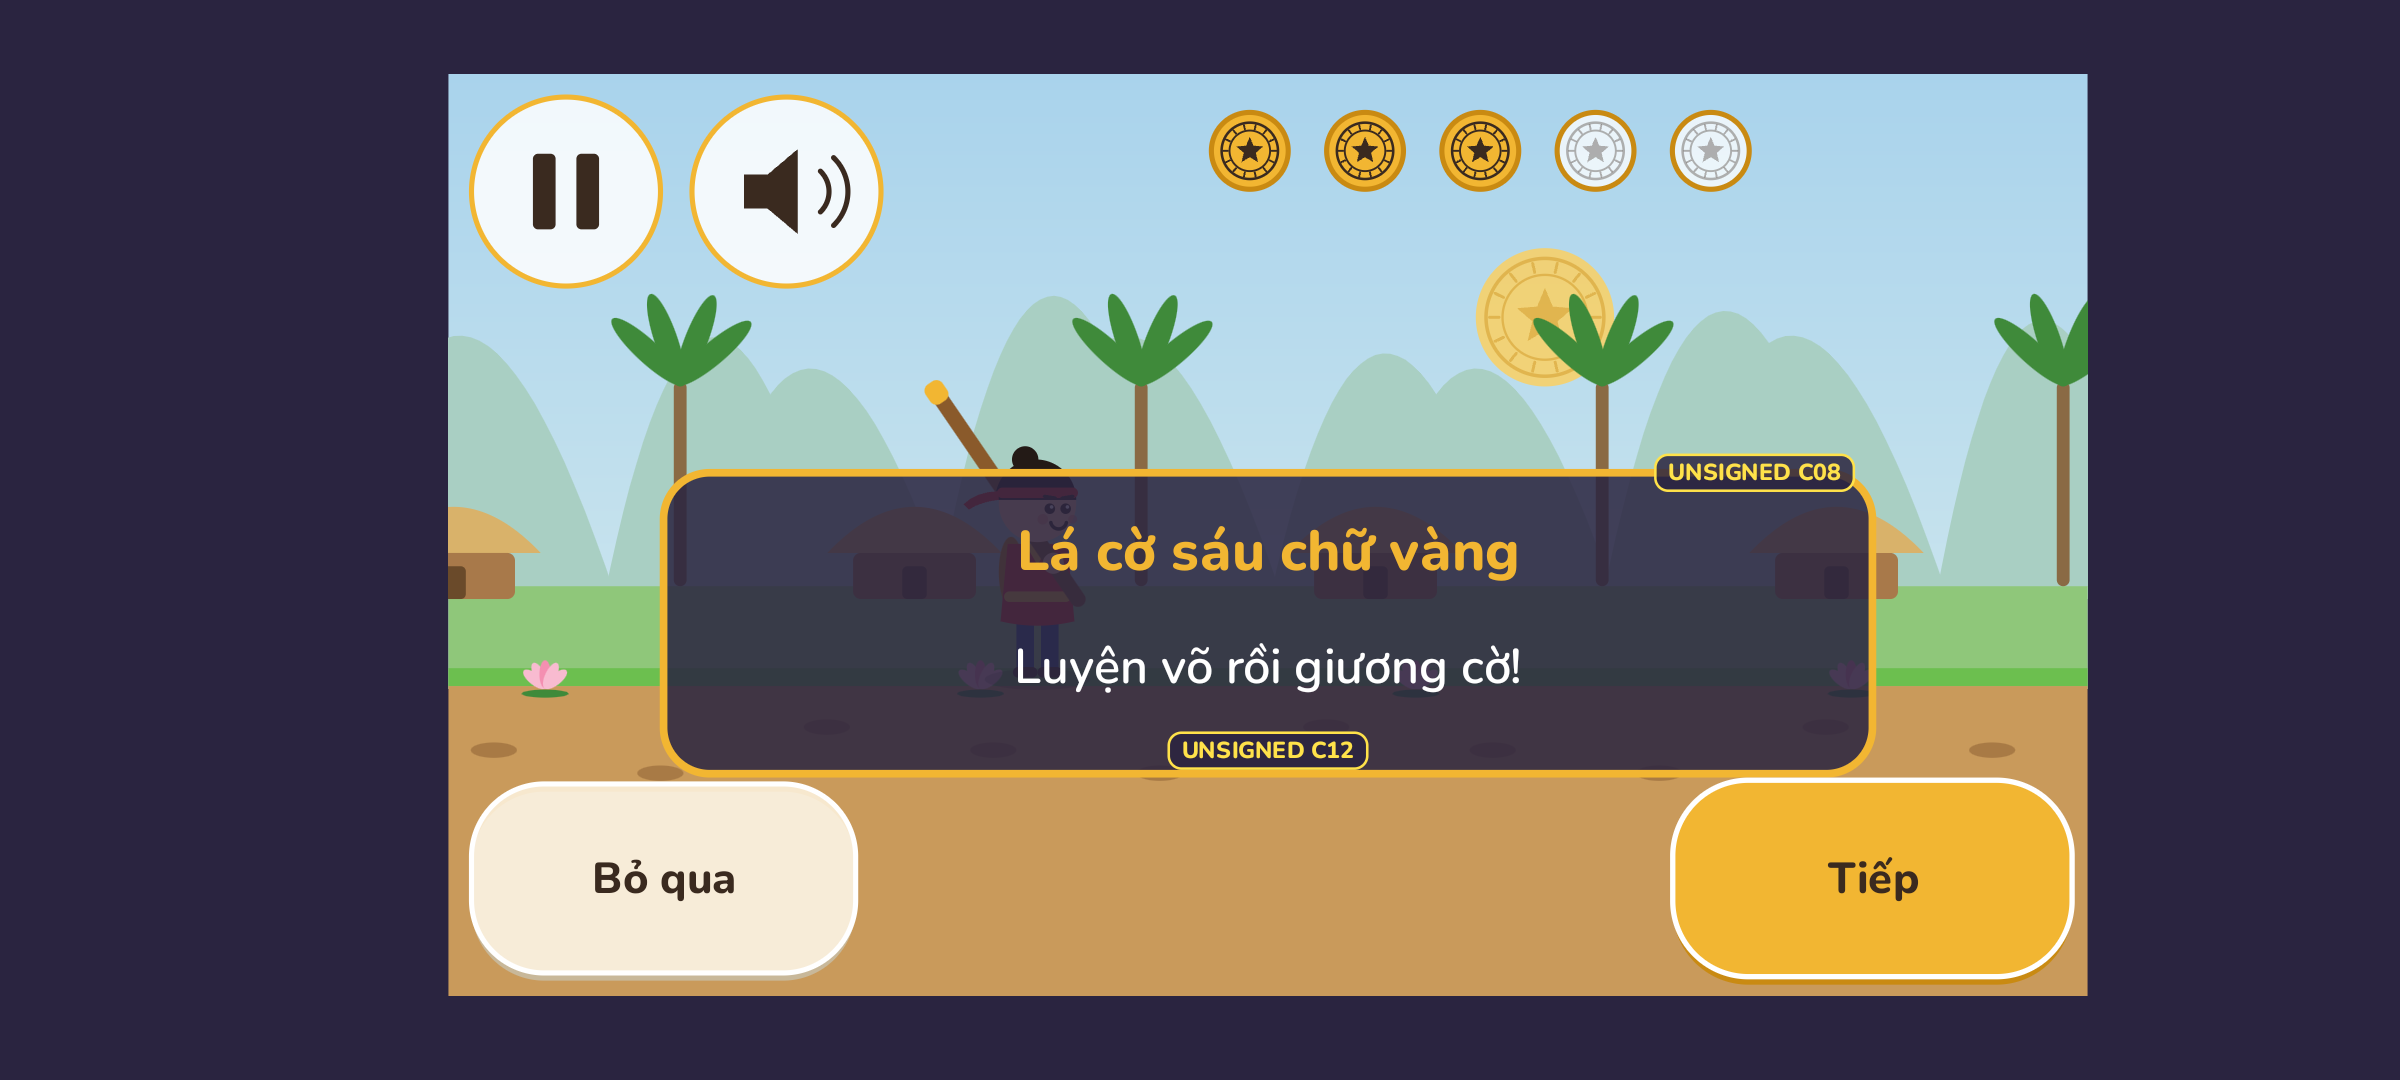 UNSIGNED C08
Lá cờ sáu chữ vàng
Luyện võ rồi giương cờ!
UNSIGNED C12
Bỏ qua
Tiếp